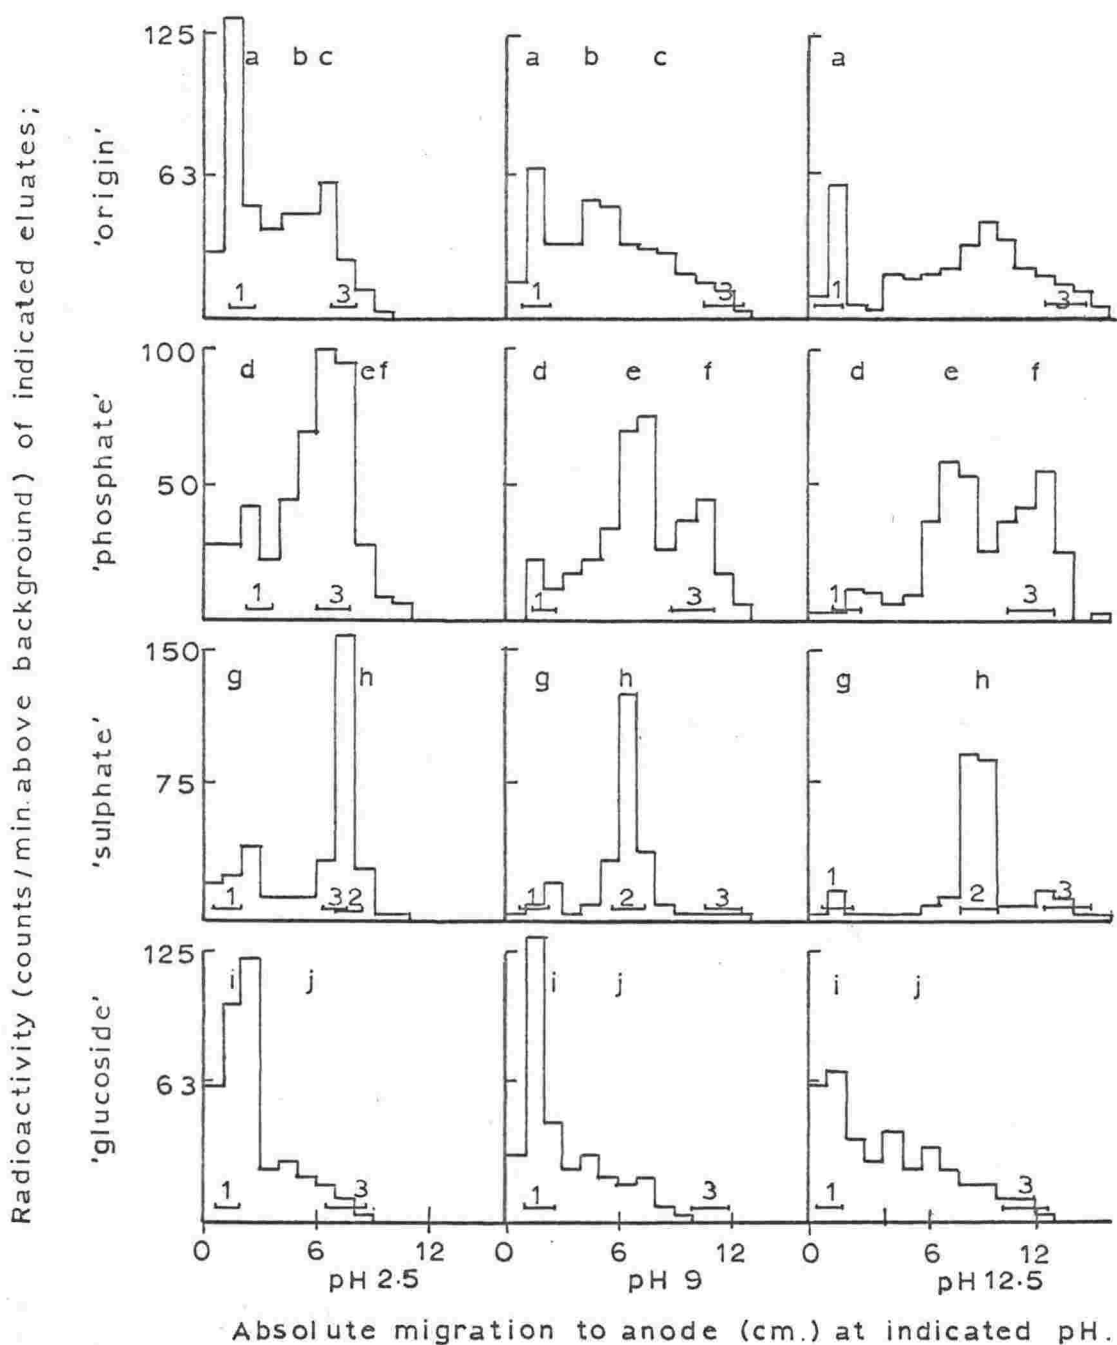 Radioactivity (counts/min. above background) of indicated eluates;
'origin'
125
63
a b c
1 3
a b c
1 3
a
1 3
'phosphate'
100
50
d e f
1 3
d e f
1 3
d e f
1 3
'sulphate'
150
75
g h
1 3 2
g h
1 2 3
g h
1 2 3
'glucoside'
125
63
i j
1 3
i j
1 3
i j
1 3
0 6 12 0 6 12 0 6 12
pH 2·5 pH 9 pH 12·5
Absolute migration to anode (cm.) at indicated pH.